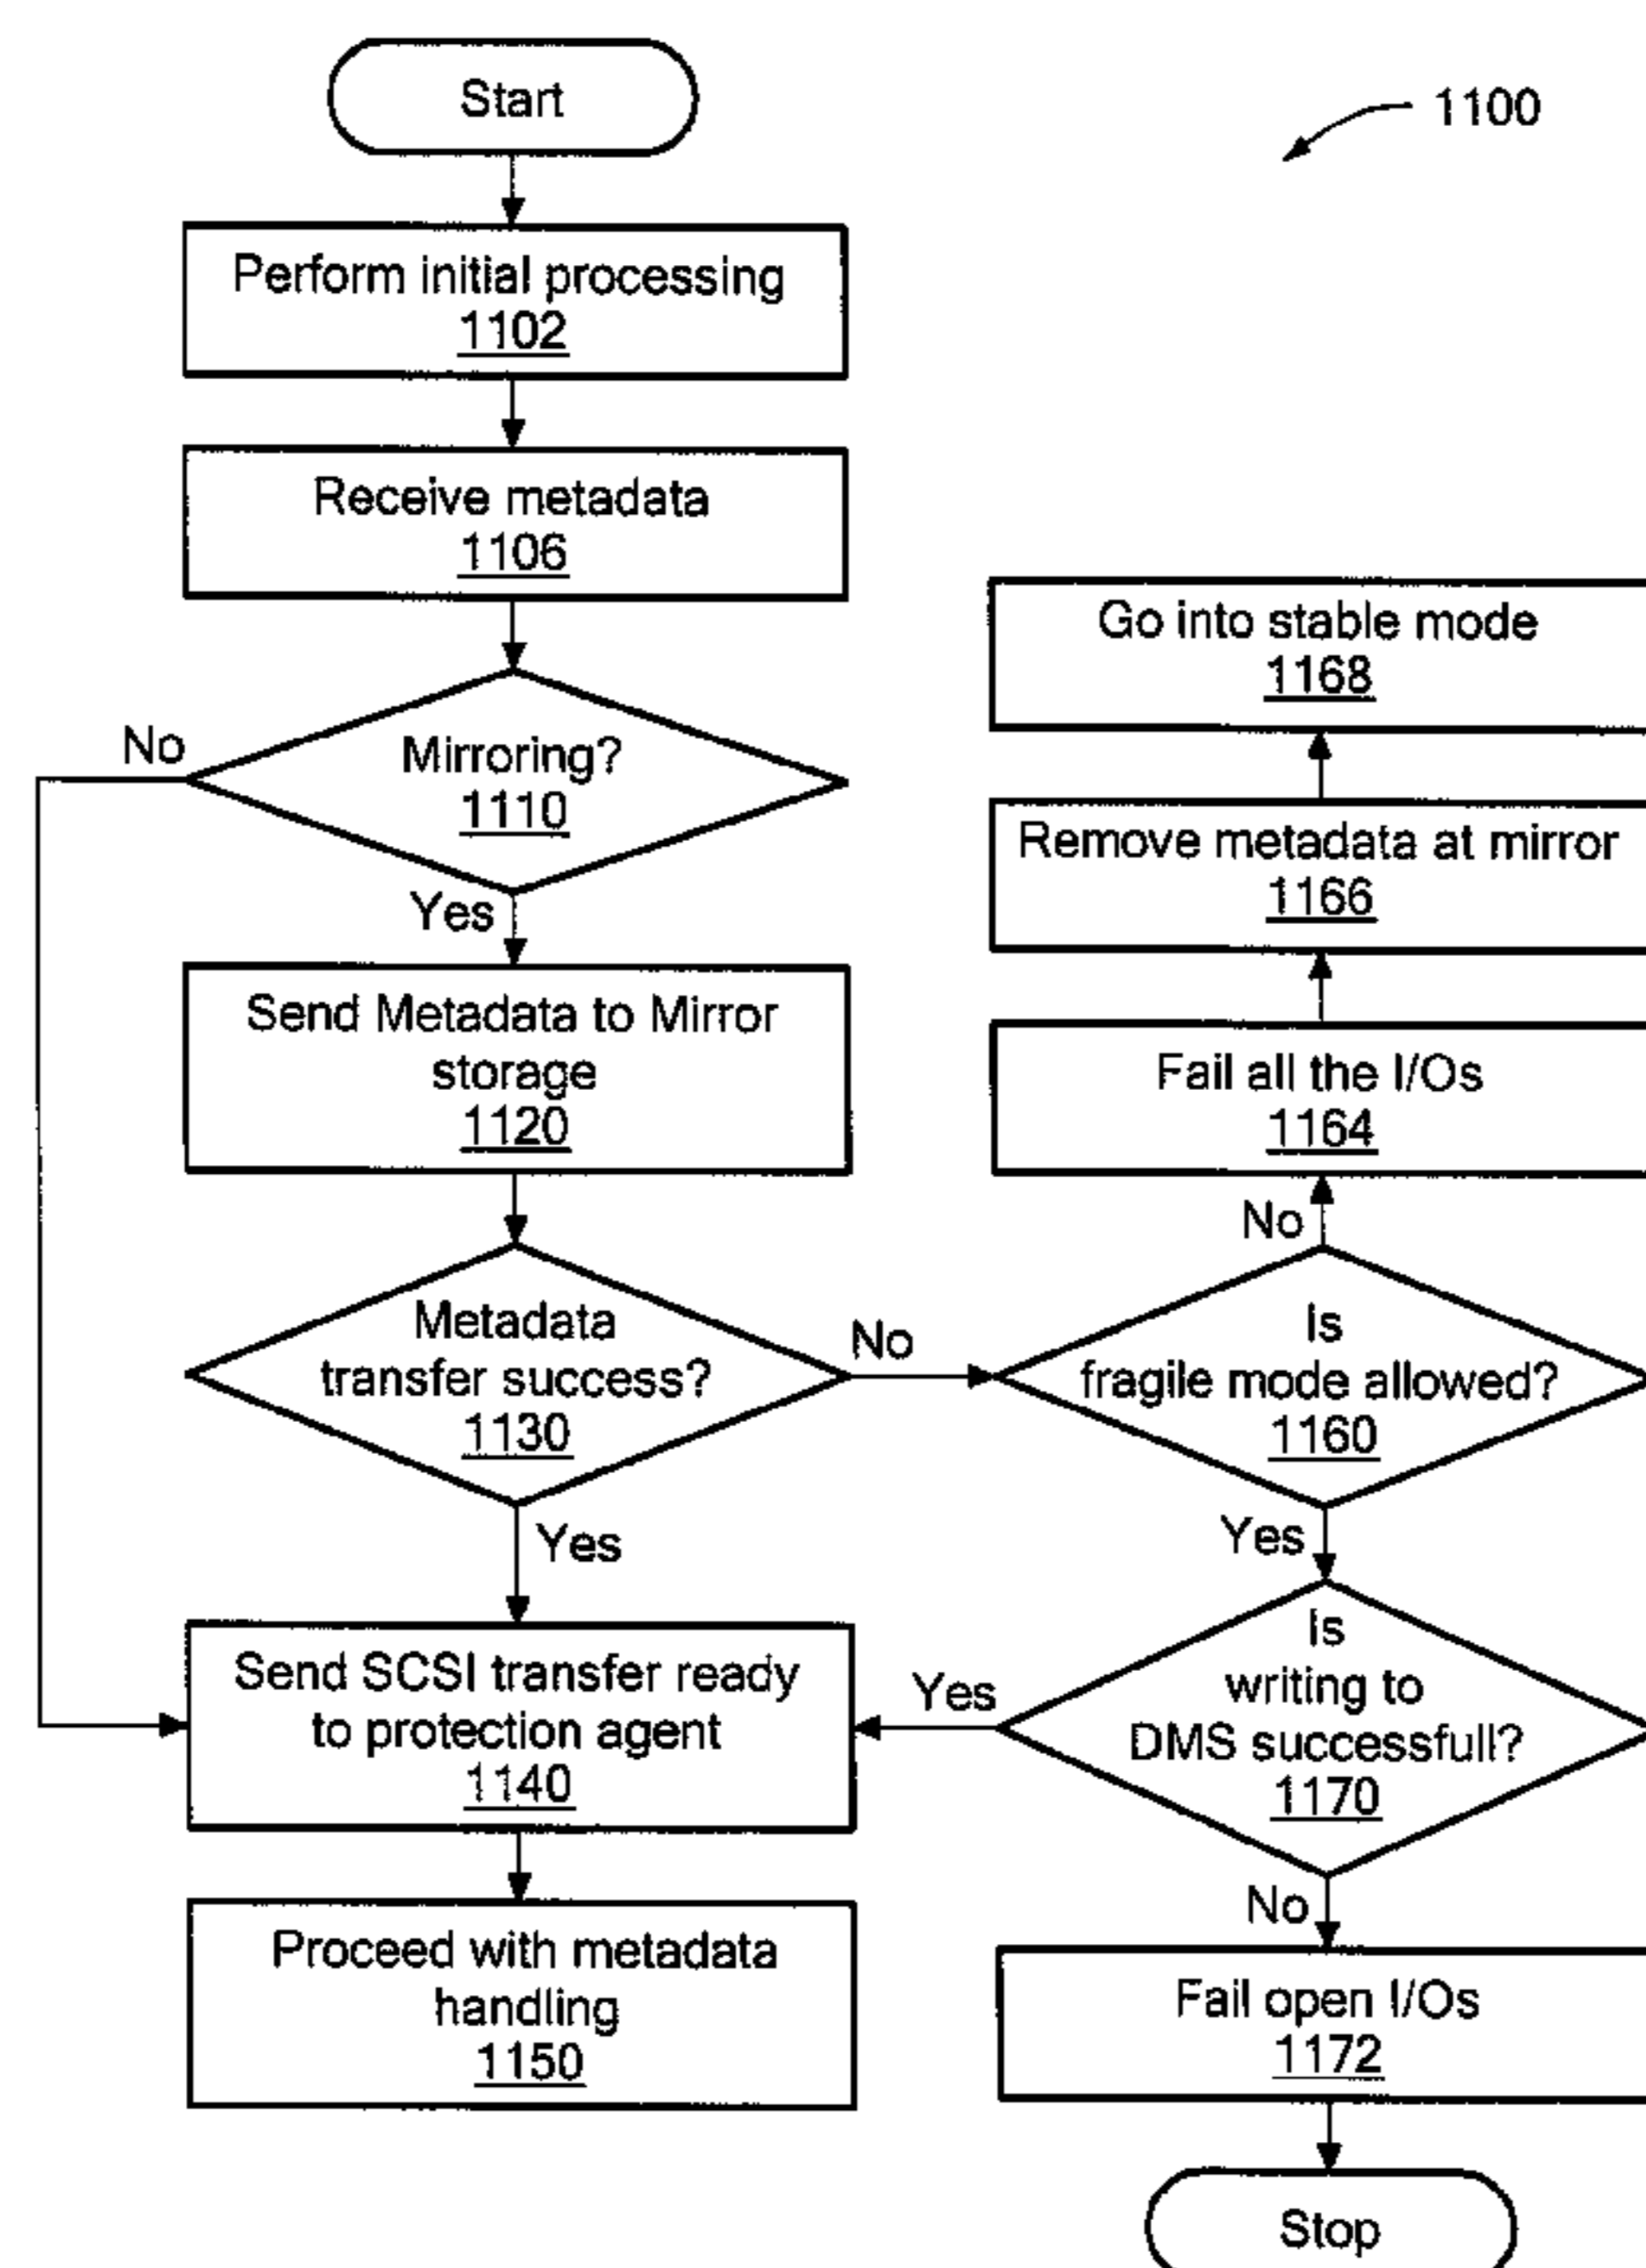 Start
1100
Perform initial processing
1102
Receive metadata
1106
Mirroring?
1110
No
Yes
Send Metadata to Mirror
storage
1120
Metadata
transfer success?
1130
No
Yes
Send SCSI transfer ready
to protection agent
1140
Proceed with metadata
handling
1150
Go into stable mode
1168
Remove metadata at mirror
1166
Fail all the I/Os
1164
No
Is
fragile mode allowed?
1160
Yes
Is
writing to
DMS successfull?
1170
Yes
No
Fail open I/Os
1172
Stop